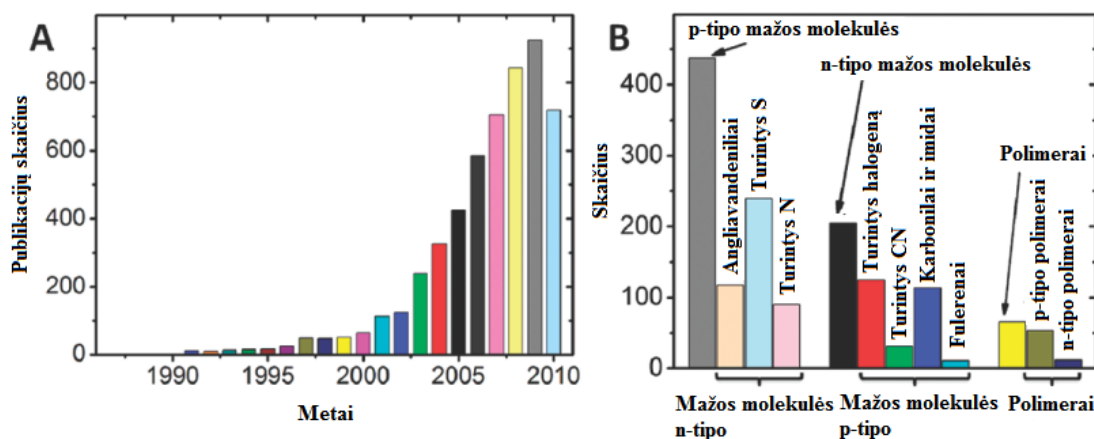 A
Publikacijų skaičius
800
600
400
200
0
1990
1995
2000
2005
2010
Metai
B
p-tipo mažos molekulės
n-tipo mažos molekulės
Skaičius
400
300
200
100
0
Angliavandeniliai
Turintys S
Turintys N
Turintys halogeną
Turintys CN
Karbonilai ir imidai
Fulerenai
Polimerai
p-tipo polimerai
n-tipo polimerai
Mažos molekulės
n-tipo
Mažos molekulės
p-tipo
Polimerai